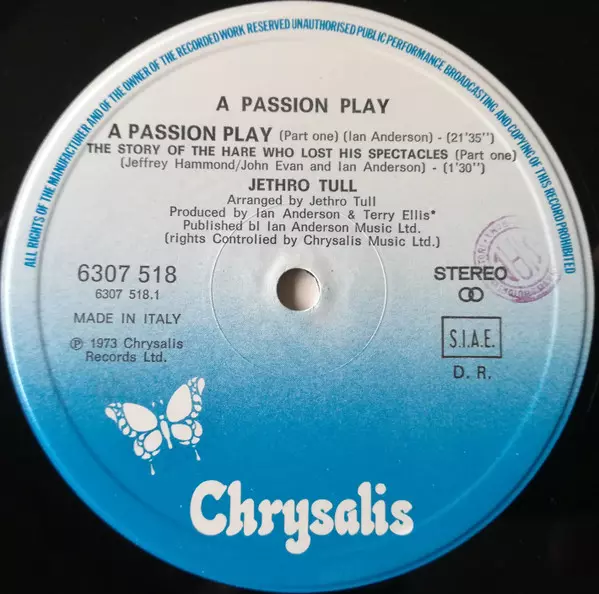 ALL RIGHTS OF THE MANUFACTURER AND OF THE OWNER OF THE RECORDED WORK RESERVED UNAUTHORISED PUBLIC PERFORMANCE BROADCASTING AND COPYING OF THIS RECORD PROHIBITED
A PASSION PLAY
A PASSION PLAY (Part one) (Ian Anderson) - (21'35")
THE STORY OF THE HARE WHO LOST HIS SPECTACLES (Part one)
(Jeffrey Hammond/John Evan and Ian Anderson) - (1'30")
JETHRO TULL
Arranged by Jethro Tull
Produced by Ian Anderson & Terry Ellis*
Published bl Ian Anderson Music Ltd.
(rights Controlied by Chrysalis Music Ltd.)
6307 518
6307 518.1
STEREO
MADE IN ITALY
S.I.A.E.
℗ 1973 Chrysalis
Records Ltd.
D. R.
Chrysalis